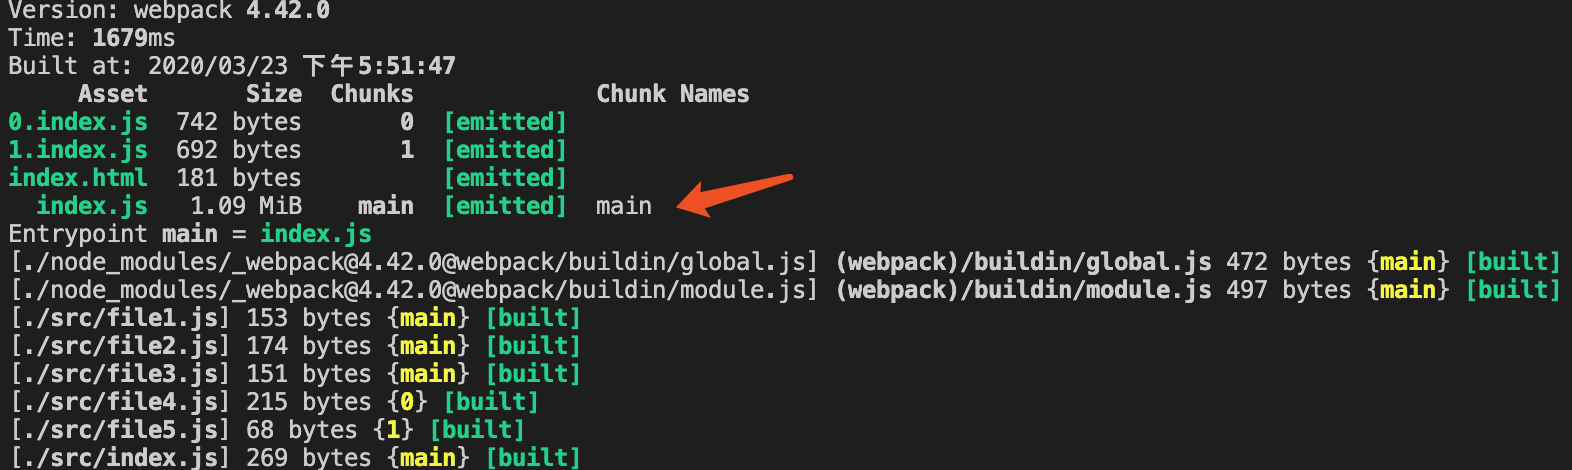 Version: webpack 4.42.0
Time: 1679ms
Built at: 2020/03/23 下午5:51:47
Asset Size Chunks Chunk Names
0.index.js 742 bytes 0 [emitted]
1.index.js 692 bytes 1 [emitted]
index.html 181 bytes [emitted]
index.js 1.09 MiB main [emitted] main
Entrypoint main = index.js
[./node_modules/_webpack@4.42.0@webpack/buildin/global.js] (webpack)/buildin/global.js 472 bytes {main} [built]
[./node_modules/_webpack@4.42.0@webpack/buildin/module.js] (webpack)/buildin/module.js 497 bytes {main} [built]
[./src/file1.js] 153 bytes {main} [built]
[./src/file2.js] 174 bytes {main} [built]
[./src/file3.js] 151 bytes {main} [built]
[./src/file4.js] 215 bytes {0} [built]
[./src/file5.js] 68 bytes {1} [built]
[./src/index.js] 269 bytes {main} [built]